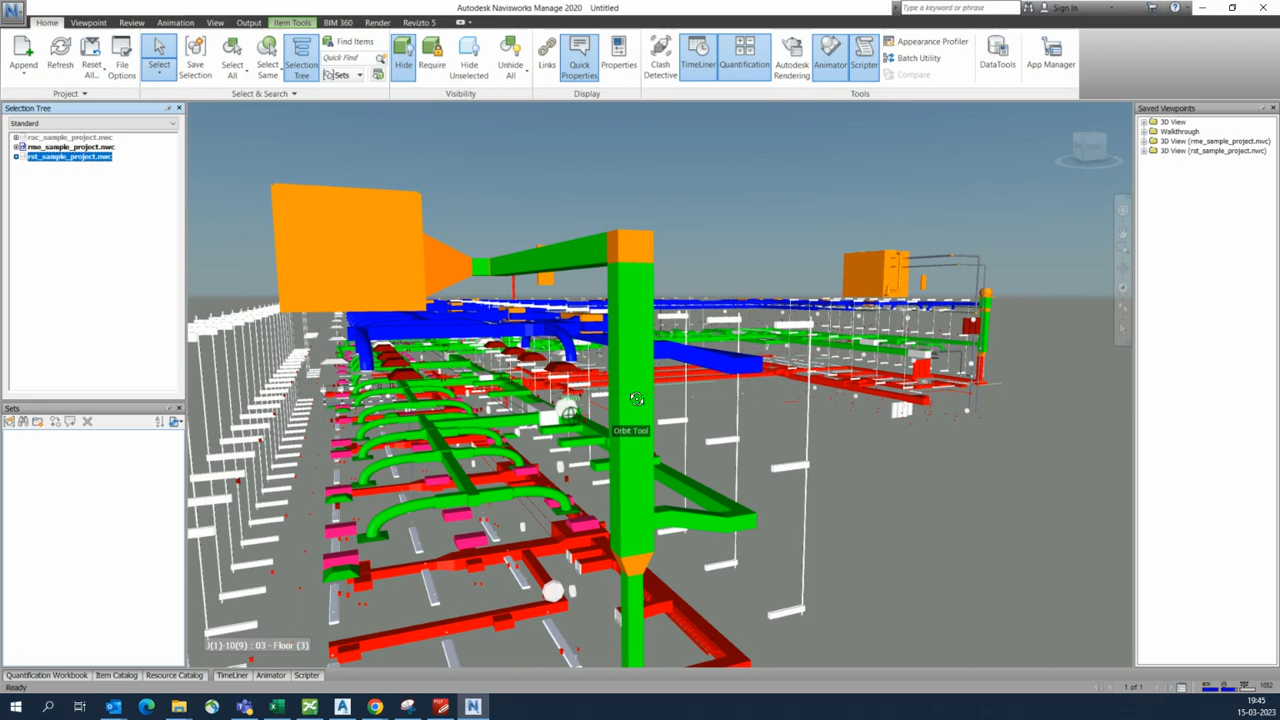 Autodesk Navisworks Manage 2020 Untitled
Type a keyword or phrase
Sign In
Home Viewpoint Review Animation View Output Item Tools BIM 360 Render Revizto 5
Append
Refresh
Reset All...
File Options
Project
Select
Save Selection
Select All
Select Same
Selection Tree
Find Items
Quick Find
Sets
Select & Search
Hide
Require
Hide Unselected
Unhide All
Visibility
Links
Quick Properties
Properties
Display
Clash Detective
TimeLiner
Quantification
Autodesk Rendering
Animator
Scripter
Appearance Profiler
Batch Utility
Compare
Tools
DataTools
App Manager
Selection Tree
Standard
rac_sample_project.nwc
rme_sample_project.nwc
rst_sample_project.nwc
Sets
Orbit Tool
J(1)-10(9) : 03 - Floor (3)
Saved Viewpoints
3D View
Walkthrough
3D View (rme_sample_project.nwc)
3D View (rst_sample_project.nwc)
Quantification Workbook Item Catalog Resource Catalog TimeLiner Animator Scripter
Ready
1 of 1
1052
19:45
15-03-2023